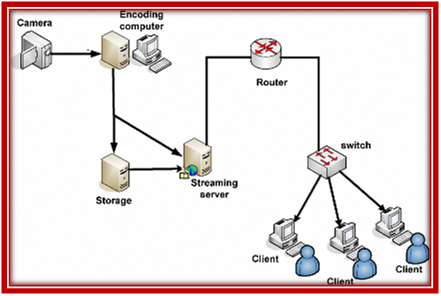 Camera
Encoding
computer
Router
switch
Storage
Streaming
server
Client
Client
Client